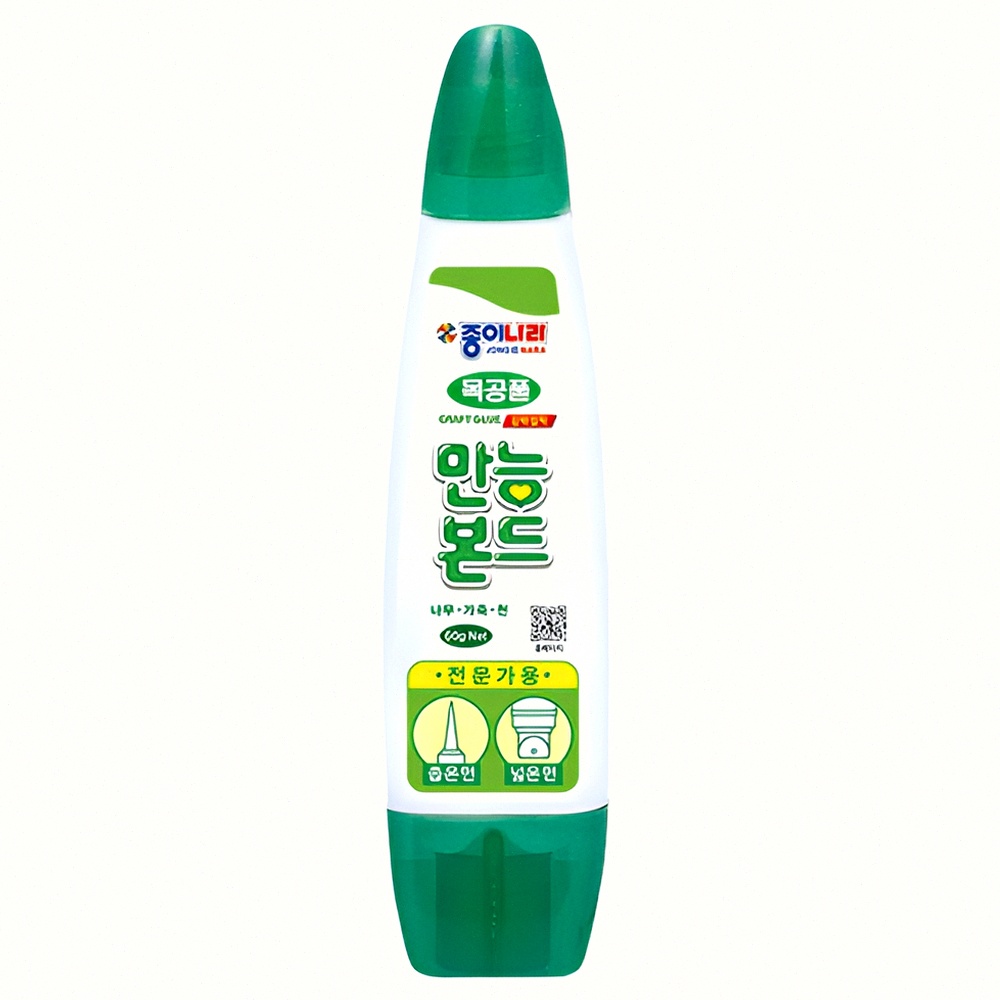 종이나라
목공풀
CRAFT GLUE
만능
본드
나무·가죽·천
60g Net
·전문가용·
좁은면 넓은면